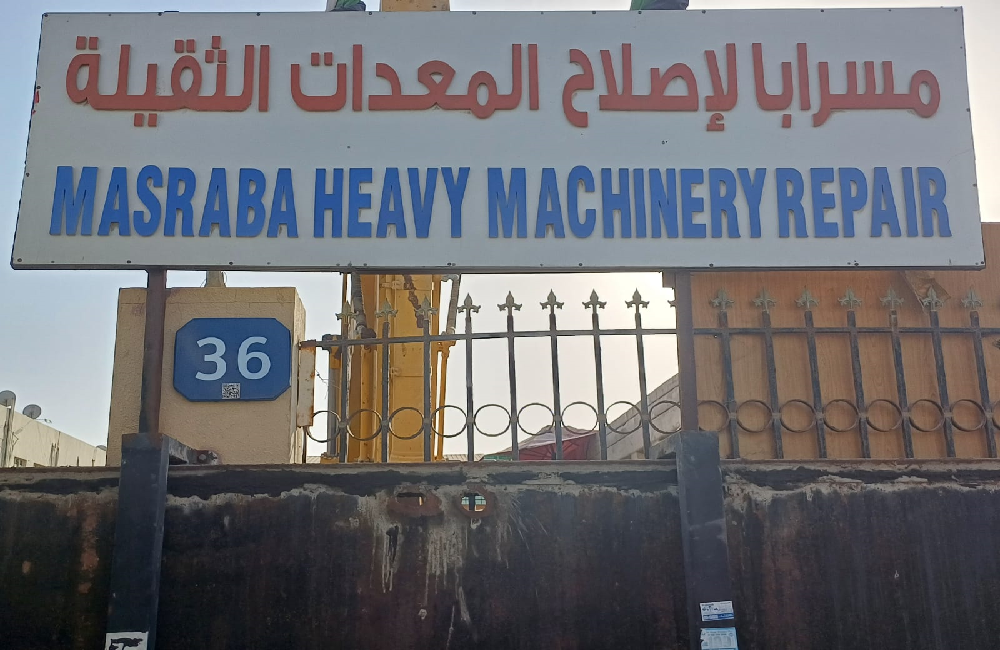 مسرابا لإصلاح المعدات الثقيلة
MASRABA HEAVY MACHINERY REPAIR
36